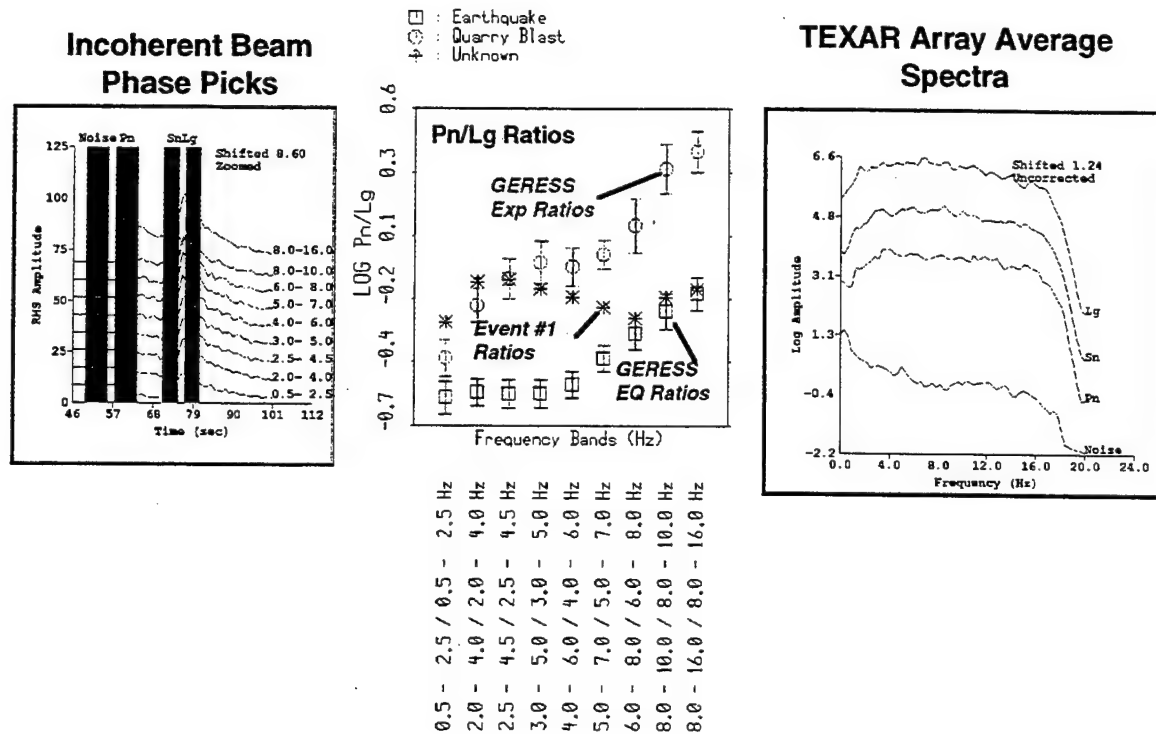 Incoherent Beam
Phase Picks
Noise Pn SnLg
Shifted 8.60
Zoomed
125
100
75
50
25
0
RHS Amplitude
8.0-16.0
8.0-10.0
6.0- 8.0
5.0- 7.0
4.0- 6.0
3.0- 5.0
2.5- 4.5
2.0- 4.0
0.5- 2.5
46 57 68 79 90 101 112
Time (sec)
: Earthquake
: Quarry Blast
: Unknown
Pn/Lg Ratios
GERESS
Exp Ratios
Event #1
Ratios
GERESS
EQ Ratios
LOG Pn/Lg
0.6
0.3
0.1
-0.2
-0.4
-0.7
Frequency Bands (Hz)
0.5 - 2.5 / 0.5 - 2.5 Hz
2.0 - 4.0 / 2.0 - 4.0 Hz
2.5 - 4.5 / 2.5 - 4.5 Hz
3.0 - 5.0 / 3.0 - 5.0 Hz
4.0 - 6.0 / 4.0 - 6.0 Hz
5.0 - 7.0 / 5.0 - 7.0 Hz
6.0 - 8.0 / 6.0 - 8.0 Hz
8.0 - 10.0 / 8.0 - 10.0 Hz
8.0 - 16.0 / 8.0 - 16.0 Hz
TEXAR Array Average
Spectra
Shifted 1.24
Uncorrected
6.6
4.8
3.1
1.3
-0.4
-2.2
Log Amplitude
Lg
Sn
Pn
Noise
0.0 4.0 8.0 12.0 16.0 20.0 24.0
Frequency (Hz)